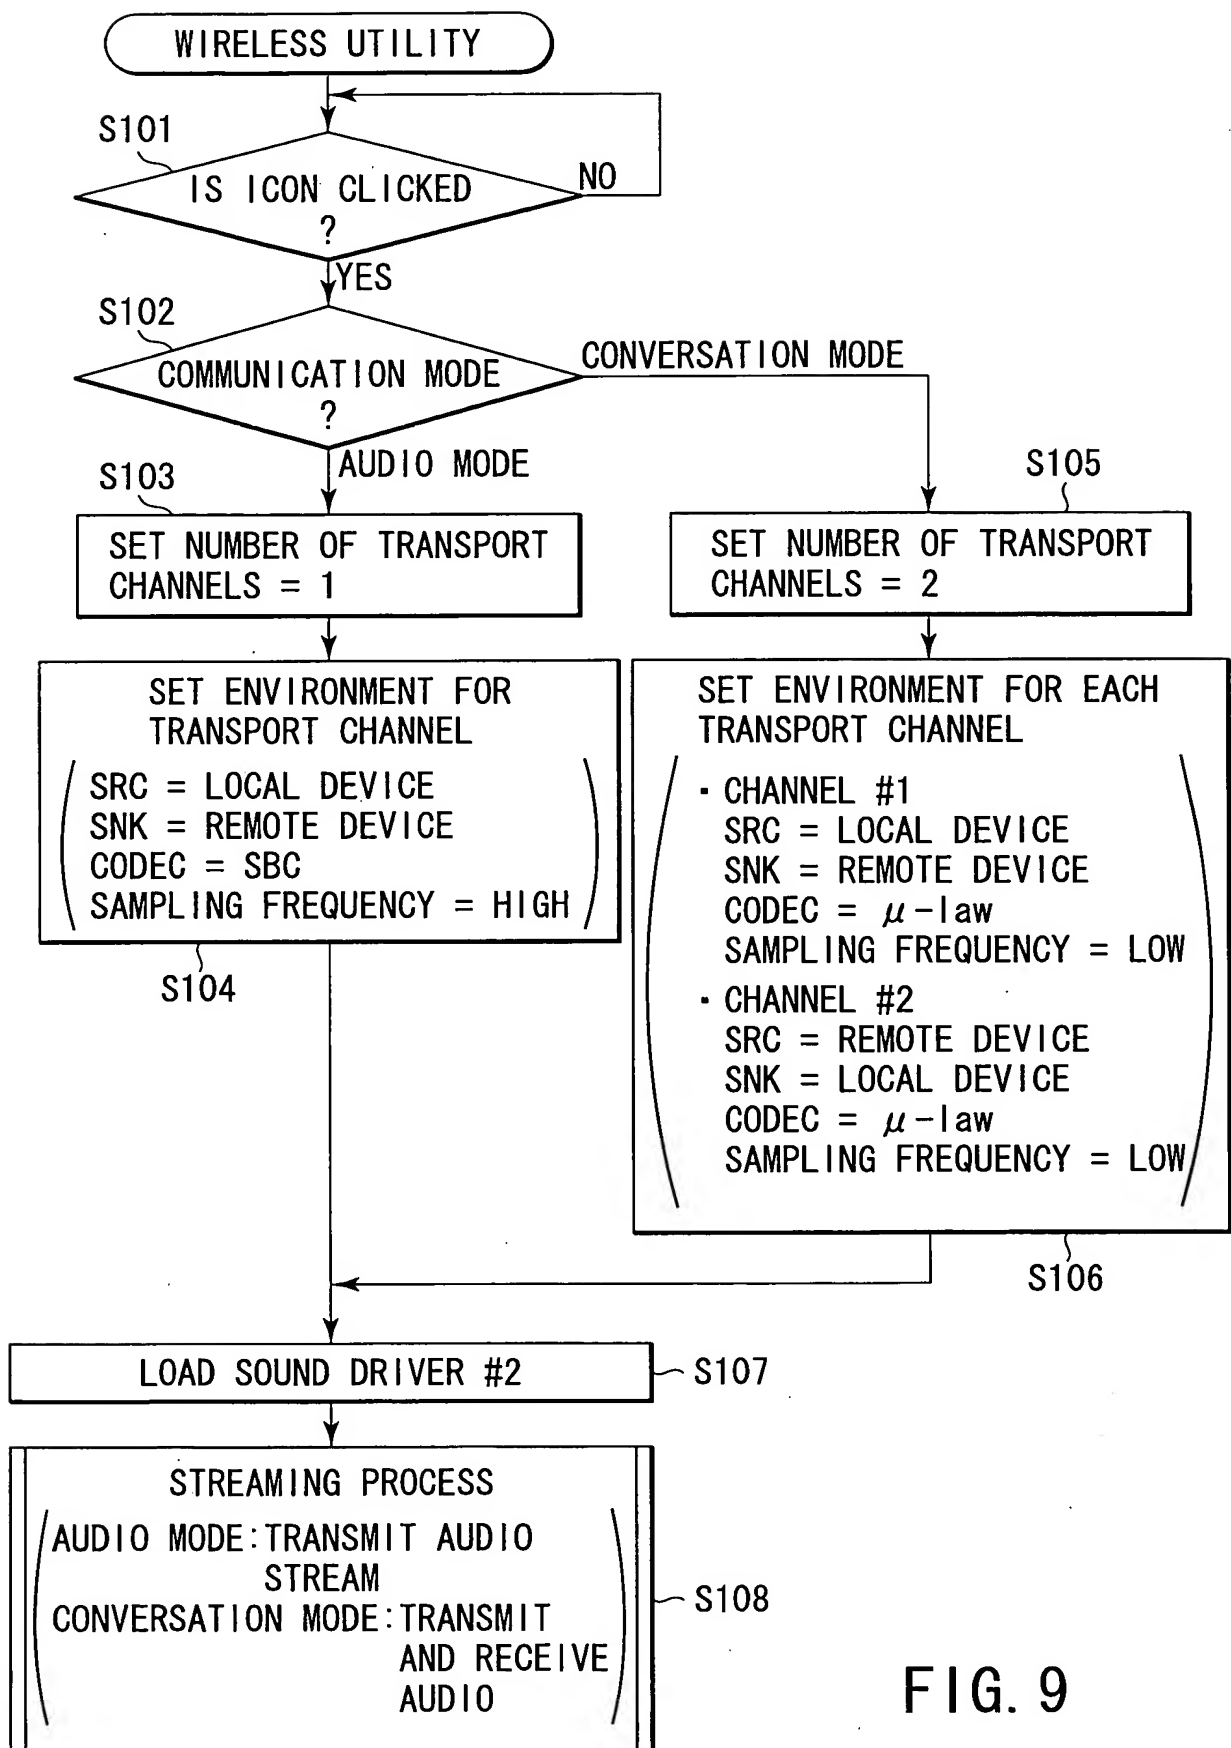 WIRELESS UTILITY
S101
IS ICON CLICKED
?
NO
YES
S102
COMMUNICATION MODE
?
CONVERSATION MODE
AUDIO MODE
S103
SET NUMBER OF TRANSPORT
CHANNELS = 1
S105
SET NUMBER OF TRANSPORT
CHANNELS = 2
SET ENVIRONMENT FOR
TRANSPORT CHANNEL
SRC = LOCAL DEVICE
SNK = REMOTE DEVICE
CODEC = SBC
SAMPLING FREQUENCY = HIGH
S104
SET ENVIRONMENT FOR EACH
TRANSPORT CHANNEL
・CHANNEL #1
SRC = LOCAL DEVICE
SNK = REMOTE DEVICE
CODEC = μ-law
SAMPLING FREQUENCY = LOW
・CHANNEL #2
SRC = REMOTE DEVICE
SNK = LOCAL DEVICE
CODEC = μ-law
SAMPLING FREQUENCY = LOW
S106
LOAD SOUND DRIVER #2
S107
STREAMING PROCESS
AUDIO MODE:TRANSMIT AUDIO
STREAM
CONVERSATION MODE:TRANSMIT
AND RECEIVE
AUDIO
S108
FIG. 9